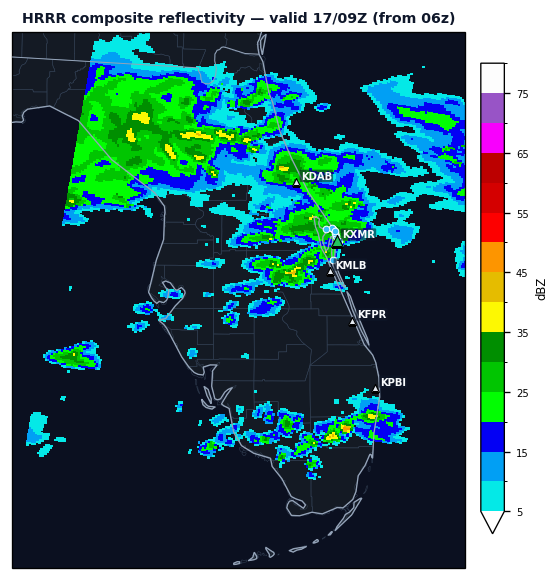 HRRR composite reflectivity — valid 17/09Z (from 06z)
KDAB
KXMR
KMLB
KFPR
KPBI
75
65
55
45
35
25
15
5
dBZ